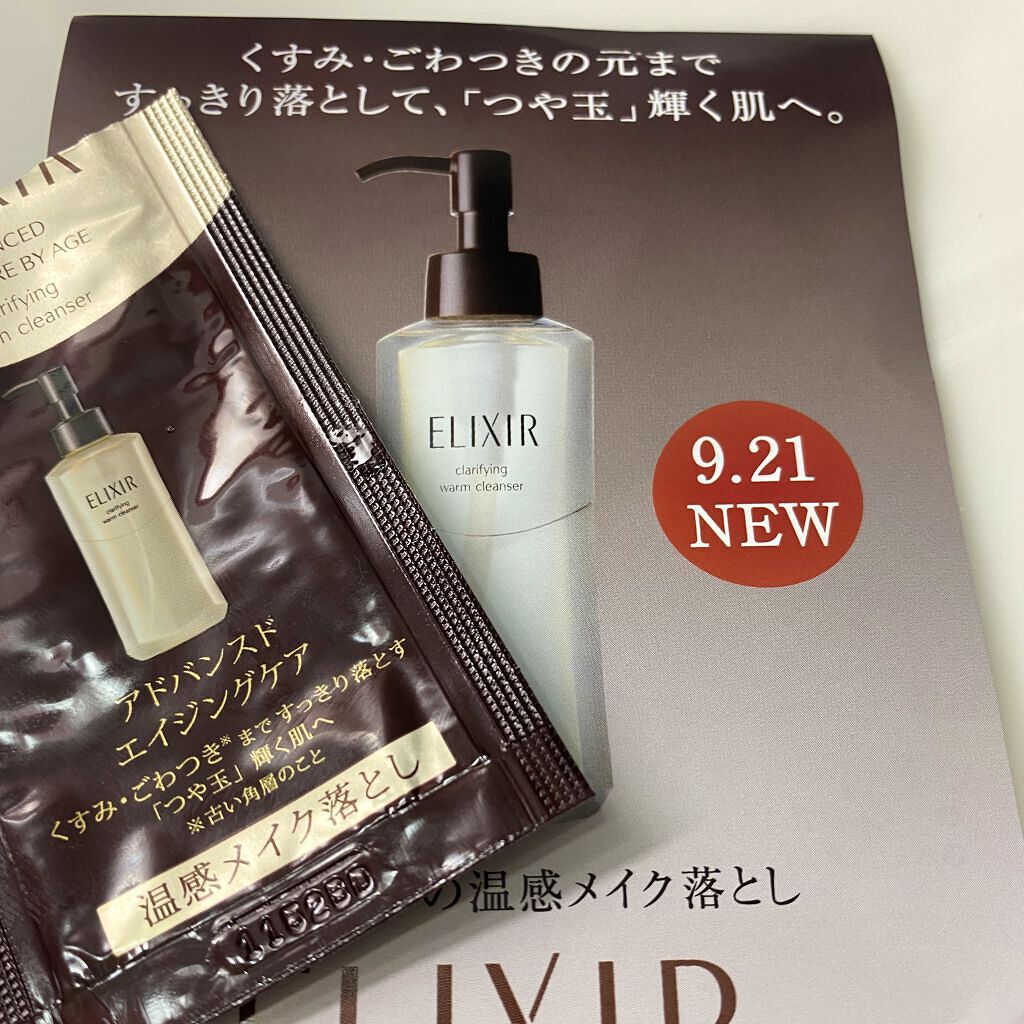 くすみ・ごわつきの元まで
すっきり落として、「つや玉」輝く肌へ。
ELIXIR
clarifying
warm cleanser
9.21
NEW
の温感メイク落とし
ELIXIR
BY AGE
cleanser
ELIXIR
clarifying
warm cleanser
アドバンスド
エイジングケア
くすみ・ごわつき※まですっきり落とす
「つや玉」輝く肌へ
※古い角層のこと
温感メイク落とし